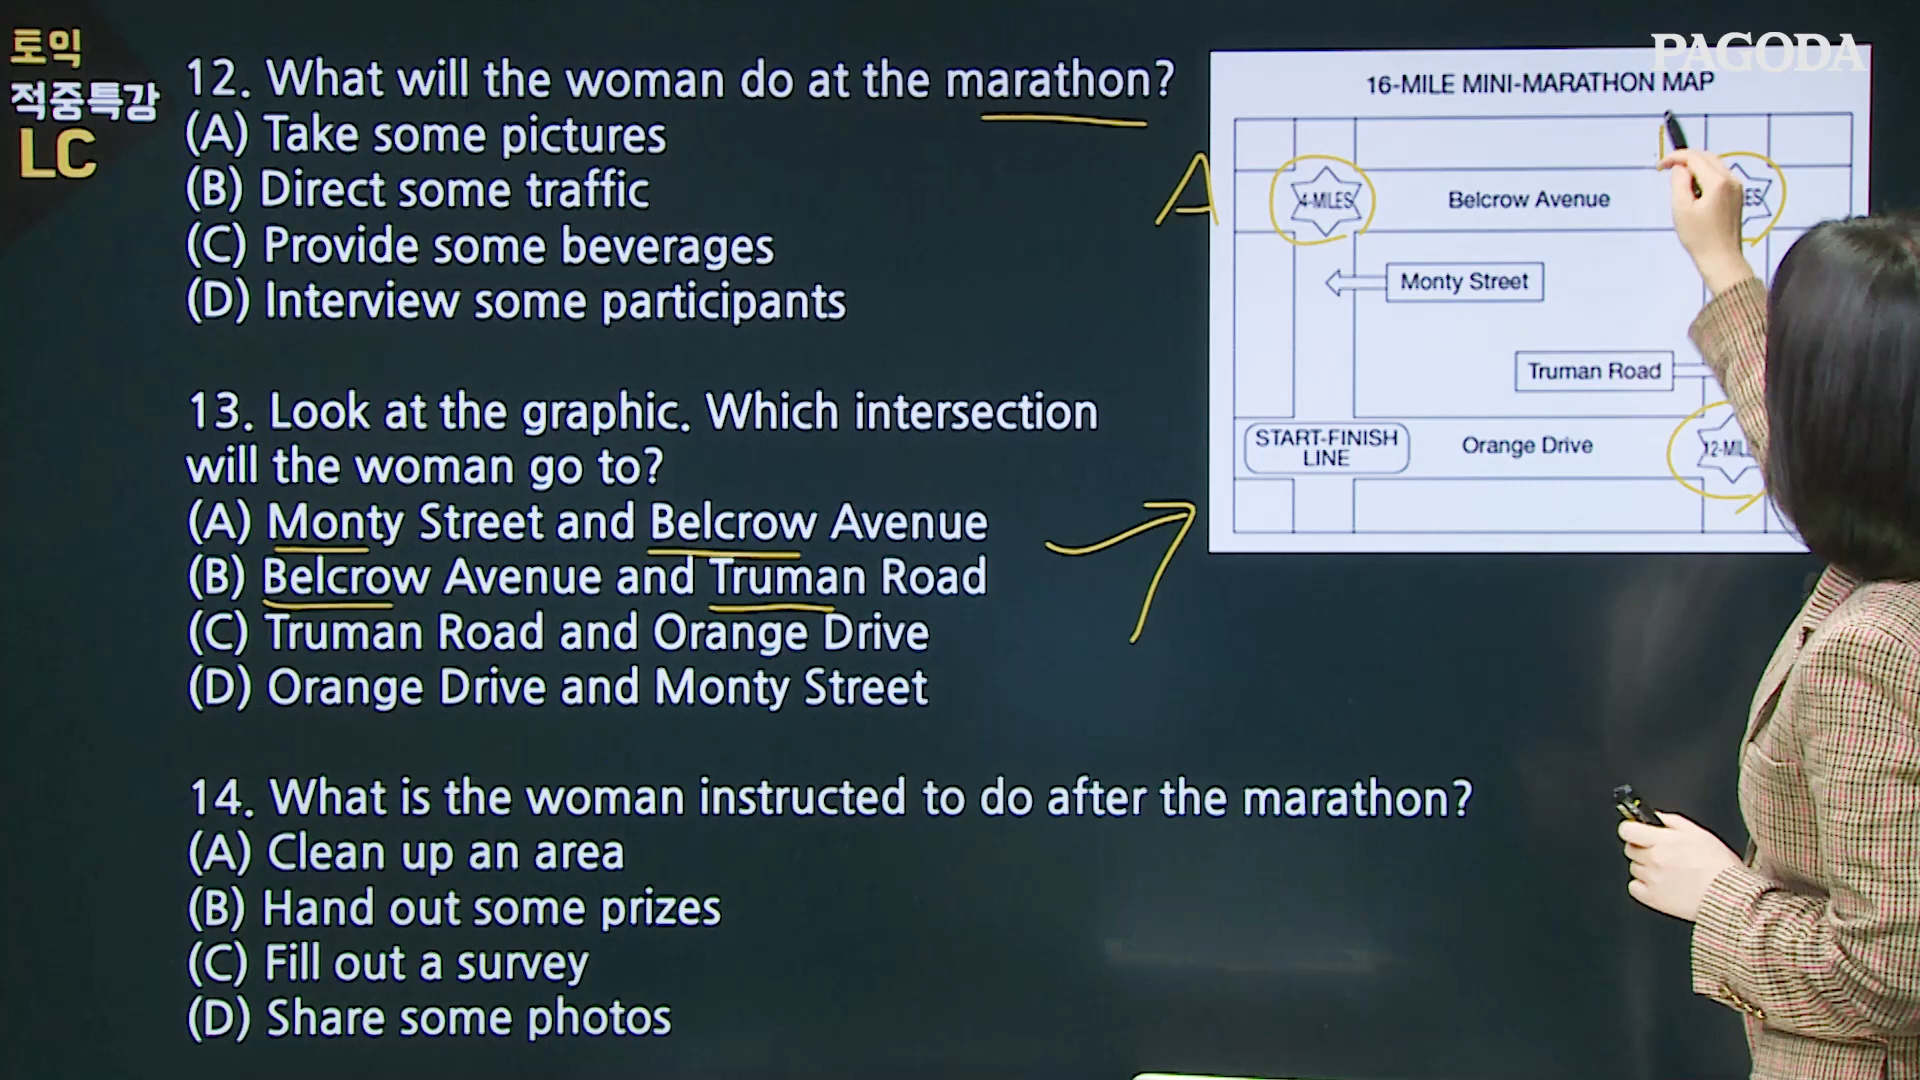 토익
적중특강
LC
12. What will the woman do at the marathon?
(A) Take some pictures
(B) Direct some traffic
(C) Provide some beverages
(D) Interview some participants
13. Look at the graphic. Which intersection
will the woman go to?
(A) Monty Street and Belcrow Avenue
(B) Belcrow Avenue and Truman Road
(C) Truman Road and Orange Drive
(D) Orange Drive and Monty Street
14. What is the woman instructed to do after the marathon?
(A) Clean up an area
(B) Hand out some prizes
(C) Fill out a survey
(D) Share some photos
PAGODA
16-MILE MINI-MARATHON MAP
A
4-MILES
Belcrow Avenue
Monty Street
Truman Road
START-FINISH
LINE
Orange Drive